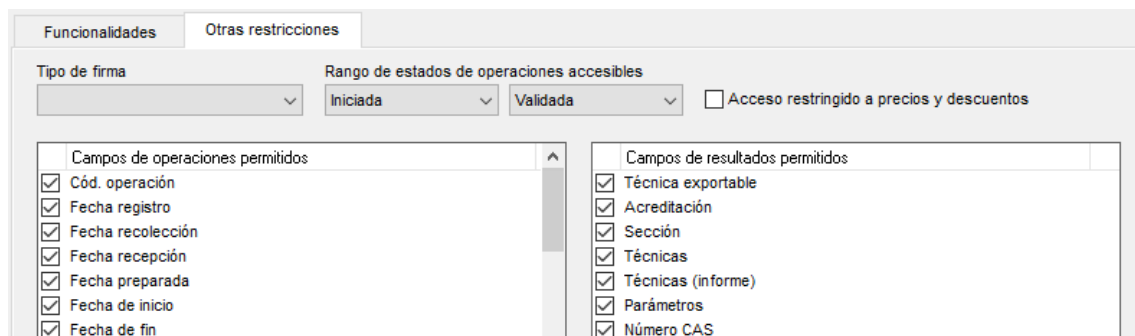 Funcionalidades
Otras restricciones
Tipo de firma
Rango de estados de operaciones accesibles
Iniciada
Validada
Acceso restringido a precios y descuentos
Campos de operaciones permitidos
Cód. operación
Fecha registro
Fecha recolección
Fecha recepción
Fecha preparada
Fecha de inicio
Fecha de fin
Campos de resultados permitidos
Técnica exportable
Acreditación
Sección
Técnicas
Técnicas (informe)
Parámetros
Número CAS